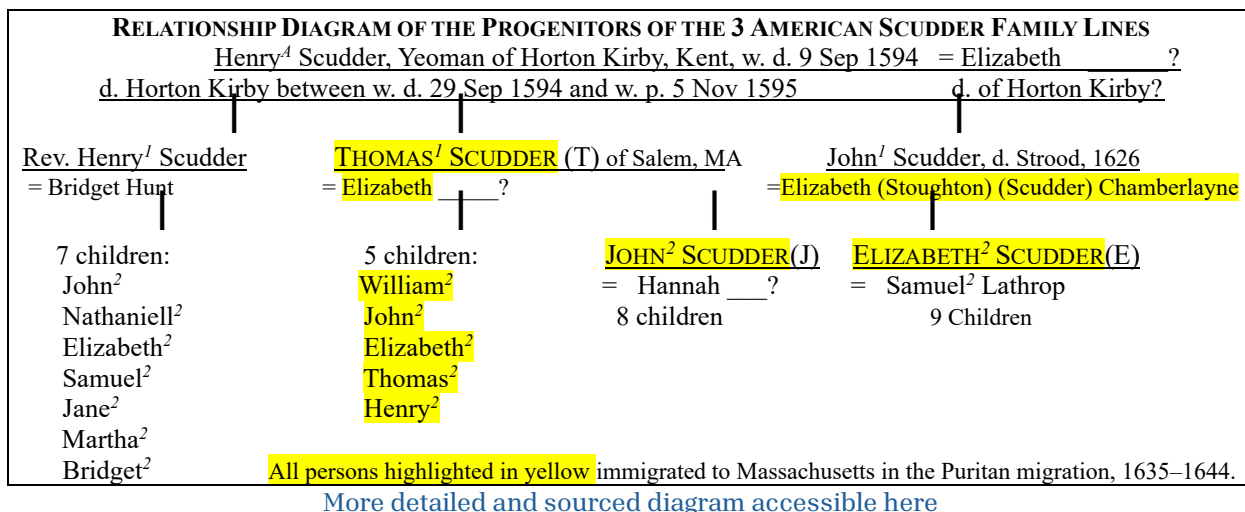 RELATIONSHIP DIAGRAM OF THE PROGENITORS OF THE 3 AMERICAN SCUDDER FAMILY LINES
Henry^A Scudder, Yeoman of Horton Kirby, Kent, w. d. 9 Sep 1594 = Elizabeth ______?
d. Horton Kirby between w. d. 29 Sep 1594 and w. p. 5 Nov 1595 d. of Horton Kirby?
Rev. Henry¹ Scudder
= Bridget Hunt
THOMAS¹ SCUDDER (T) of Salem, MA
= Elizabeth _____?
John¹ Scudder, d. Strood, 1626
=Elizabeth (Stoughton) (Scudder) Chamberlayne
7 children:
John²
Nathaniell²
Elizabeth²
Samuel²
Jane²
Martha²
Bridget²
5 children:
William²
John²
Elizabeth²
Thomas²
Henry²
JOHN² SCUDDER(J)
= Hannah ___?
8 children
ELIZABETH² SCUDDER(E)
= Samuel² Lathrop
9 Children
All persons highlighted in yellow immigrated to Massachusetts in the Puritan migration, 1635–1644.
More detailed and sourced diagram accessible here